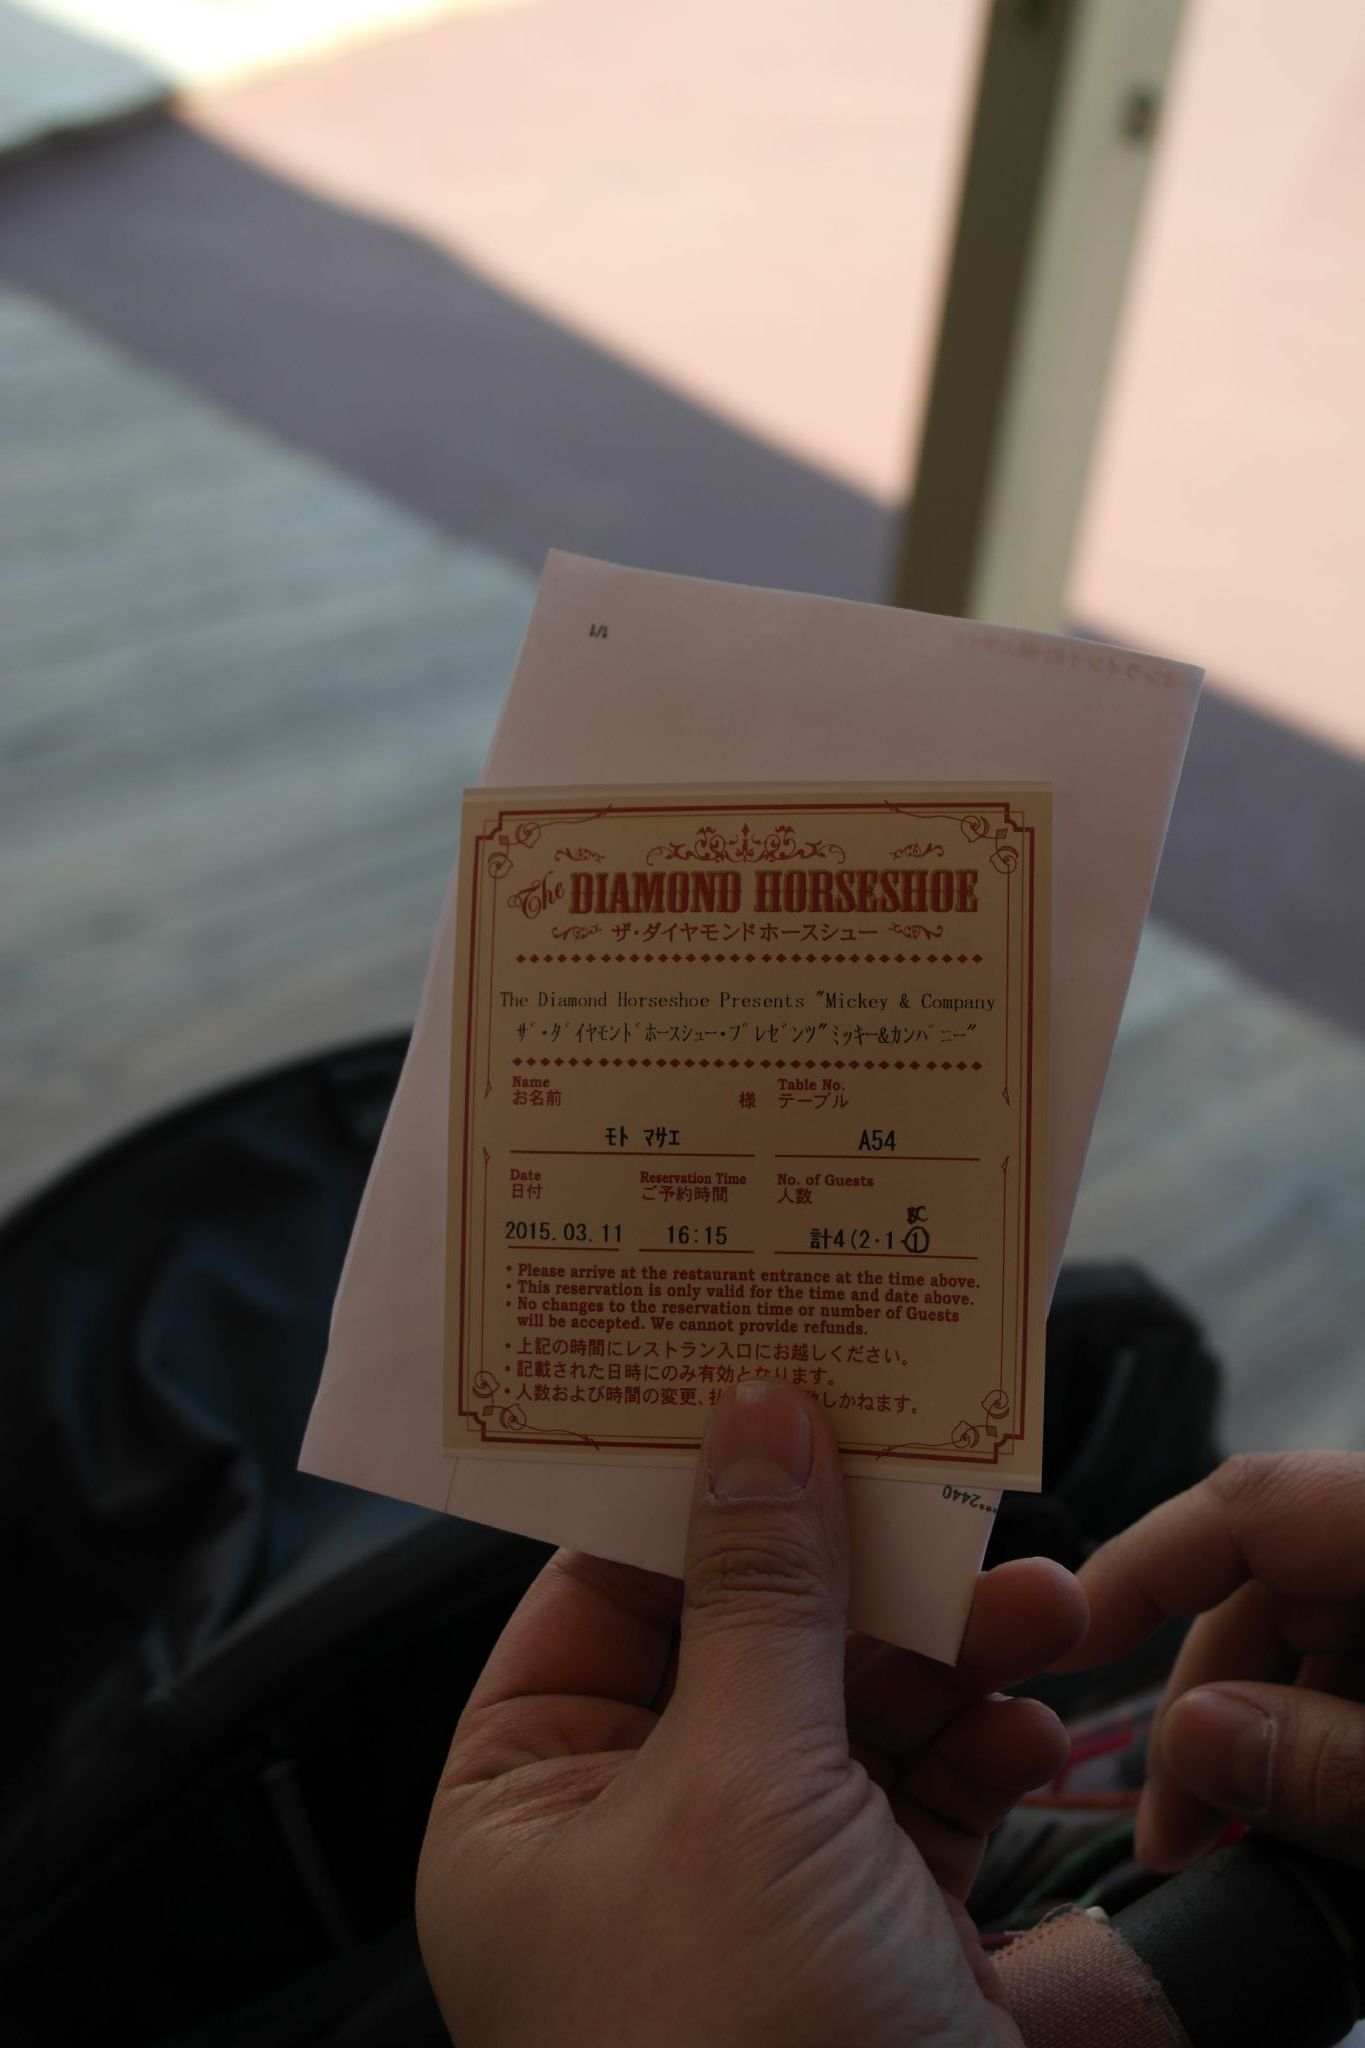 1/1
The DIAMOND HORSESHOE
ザ・ダイヤモンドホースシュー
The Diamond Horseshoe Presents "Mickey & Company
ｻﾞ・ﾀﾞｲﾔﾓﾝﾄﾞﾎｰｽｼｭｰ・ﾌﾟﾚｾﾞﾝﾂ"ﾐｯｷｰ&ｶﾝﾊﾟﾆｰ"
Name Table No.
お名前 様 テーブル
ﾓﾄ ﾏｻｴ A54
Date Reservation Time No. of Guests
日付 ご予約時間 人数
BC
2015.03.11 16:15 計4(2・1・①)
• Please arrive at the restaurant entrance at the time above.
• This reservation is only valid for the time and date above.
• No changes to the reservation time or number of Guests
will be accepted. We cannot provide refunds.
・上記の時間にレストラン入口にお越しください。
・記載された日時にのみ有効となります。
・人数および時間の変更、払 しかねます。
***2440